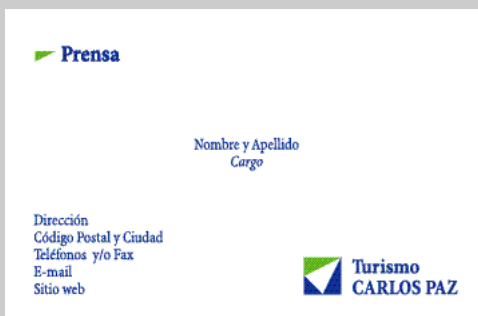 Prensa
Nombre y Apellido
Cargo
Dirección
Código Postal y Ciudad
Teléfonos y/o Fax
E-mail
Sitio web
Turismo
CARLOS PAZ